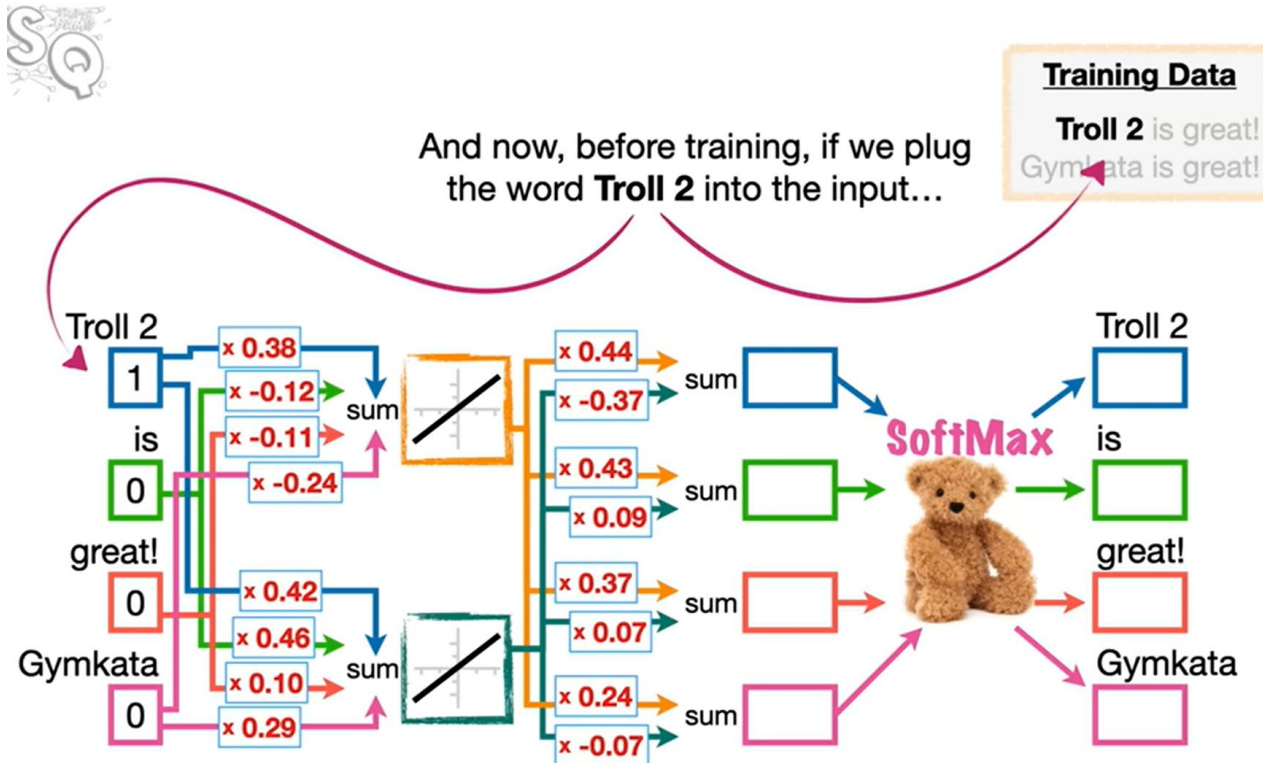 SQ
Training Data
Troll 2 is great!
Gymkata is great!
And now, before training, if we plug
the word Troll 2 into the input...
Troll 2
1
is
0
great!
0
Gymkata
0
x 0.38
x -0.12
x -0.11
x -0.24
sum
x 0.42
x 0.46
x 0.10
x 0.29
sum
x 0.44
x -0.37
sum
x 0.43
x 0.09
sum
x 0.37
x 0.07
sum
x 0.24
x -0.07
sum
SoftMax
Troll 2
is
great!
Gymkata